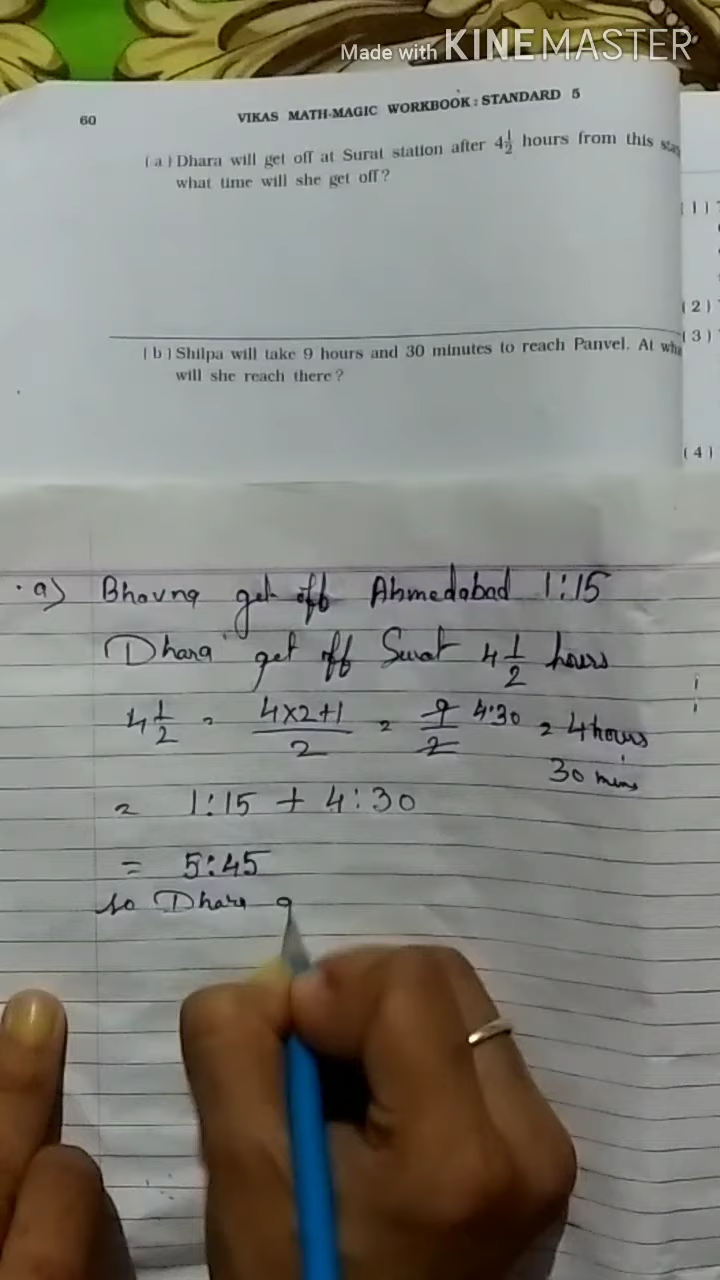 Made with KINEMASTER
60
VIKAS MATH-MAGIC WORKBOOK : STANDARD 5
( a ) Dhara will get off at Surat station after 4½ hours from this
what time will she get off ?
( b ) Shilpa will take 9 hours and 30 minutes to reach Panvel. At
will she reach there ?
( 1 )
( 2 )
( 3 )
( 4 )
a) Bhavna get off Ahmedabad 1:15
Dhara get off Surat 4 1/2 hours
4 1/2 = 4×2+1/2 = 9/2 4:30 = 4 hours
30 mins
= 1:15 + 4:30
= 5:45
so Dhara g